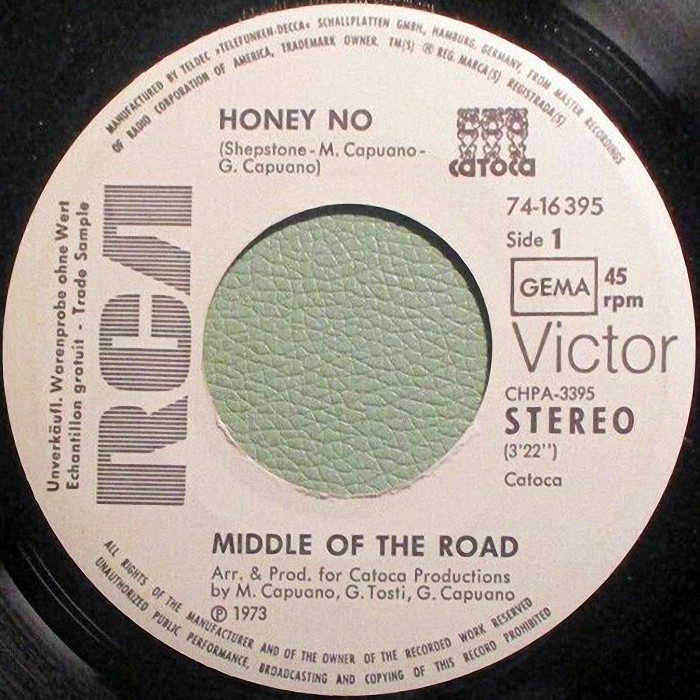 MANUFACTURED BY TELDEC »TELEFUNKEN-DECCA« SCHALLPLATTEN GMBH, HAMBURG, GERMANY, FROM MASTER RECORDINGS
OF RADIO CORPORATION OF AMERICA, TRADEMARK OWNER. TM(S) ® REG. MARCA(S) REGISTRADA(S)
HONEY NO
(Shepstone - M. Capuano -
G. Capuano)
catoca
74-16 395
Side 1
GEMA
45
rpm
Victor
CHPA-3395
STEREO
(3'22'')
Catoca
RCA
Unverkäufl. Warenprobe ohne Wert
Echantillon gratuit - Trade Sample
MIDDLE OF THE ROAD
Arr. & Prod. for Catoca Productions
by M. Capuano, G. Tosti, G. Capuano
℗ 1973
ALL RIGHTS OF THE MANUFACTURER AND OF THE OWNER OF THE RECORDED WORK RESERVED
UNAUTHORIZED PUBLIC PERFORMANCE, BROADCASTING AND COPYING OF THIS RECORD PROHIBITED